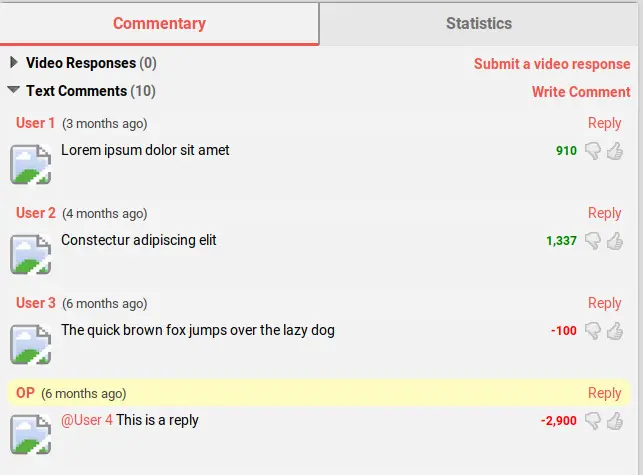 Commentary Statistics
Video Responses (0) Submit a video response
Text Comments (10) Write Comment
User 1 (3 months ago) Reply
Lorem ipsum dolor sit amet 910
User 2 (4 months ago) Reply
Constectur adipiscing elit 1,337
User 3 (6 months ago) Reply
The quick brown fox jumps over the lazy dog -100
OP (6 months ago) Reply
@User 4 This is a reply -2,900